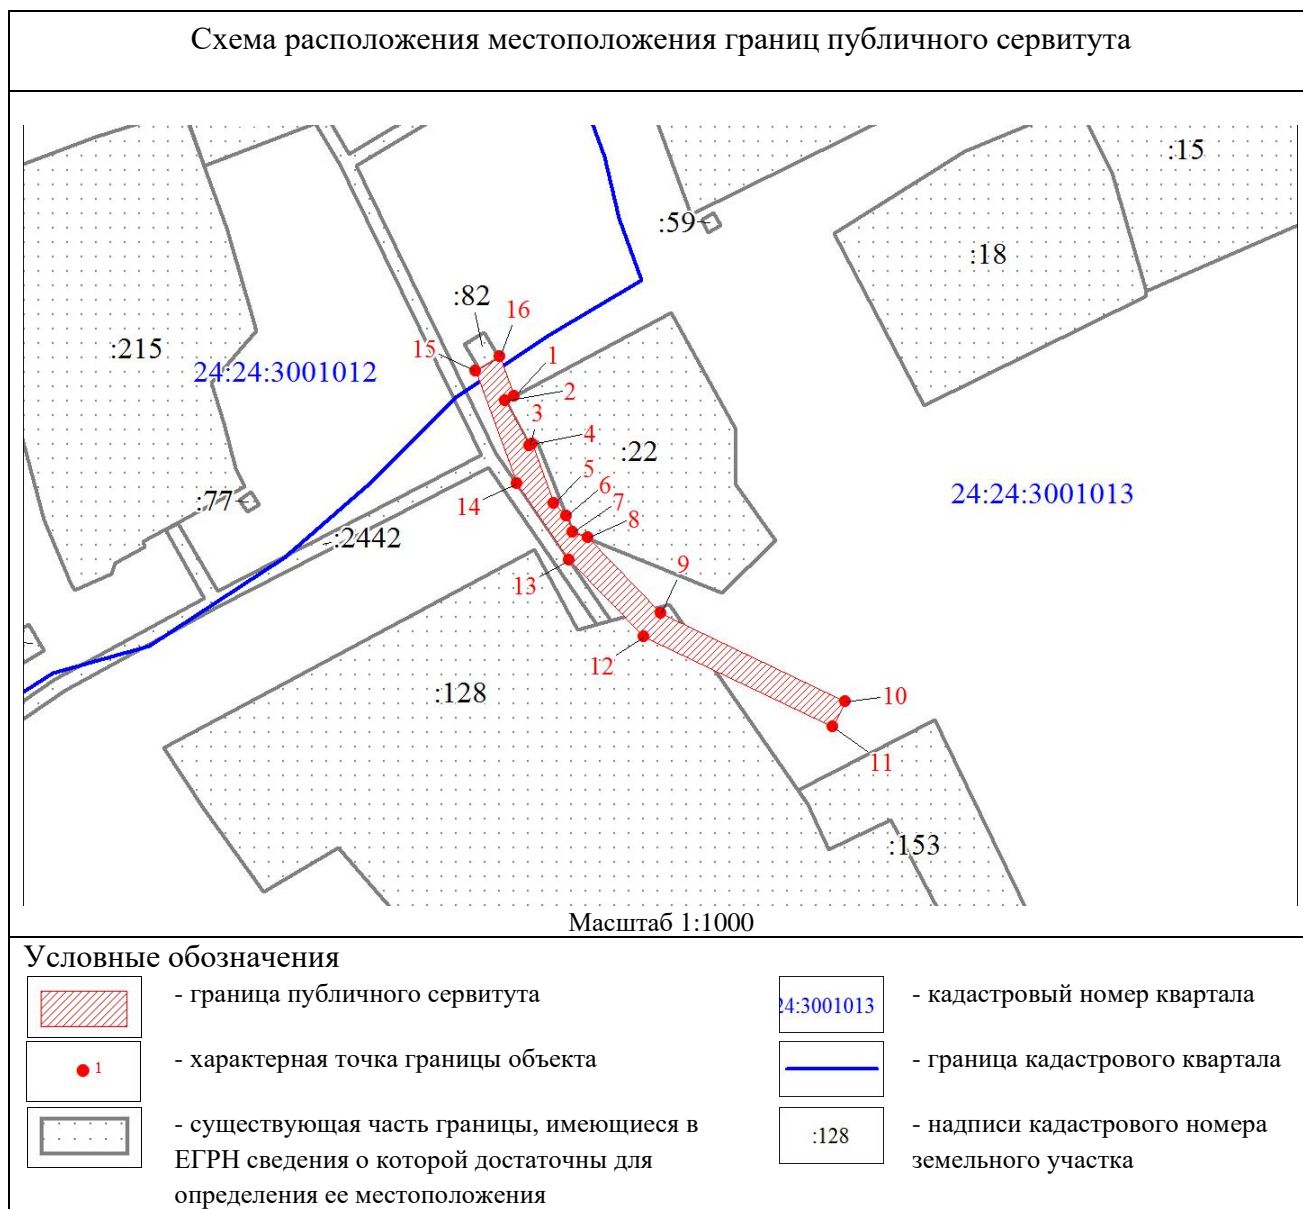 Схема расположения местоположения границ публичного сервитута
:15
:59
:18
:82
16
:215
15
1
24:24:3001012
2
3
4
:22
5
24:24:3001013
:77
14
6
7
:2442
8
13
9
12
:128
10
11
:153
Масштаб 1:1000
Условные обозначения
- граница публичного сервитута
24:3001013
- кадастровый номер квартала
1
- характерная точка границы объекта
- граница кадастрового квартала
- существующая часть границы, имеющиеся в
ЕГРН сведения о которой достаточны для
определения ее местоположения
:128
- надписи кадастрового номера
земельного участка